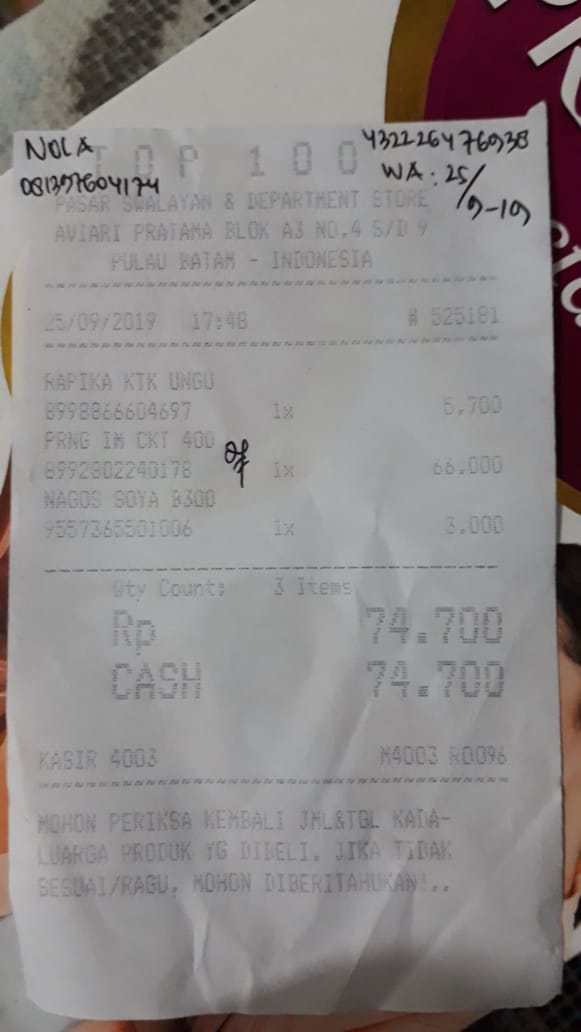 NOLA
081397604174
4322264776938
WA: 25/9-19
TOP 100
PASAR SWALAYAN & DEPARTMENT STORE
AVIARI PRATAMA BLOK A3 NO.4 S/D 9
PULAU BATAM - INDONESIA
25/09/2019 17:48 # 525181
RAPIKA KTK UNGU
8998866604697 1x 5.700
PRNG IM CKT 400
8992802240178 1x 66.000
NAGOS SOYA B300
9557365501006 1x 3.000
Qty Count: 3 Items
Rp 74.700
CASH 74.700
KASIR 4003 M4003 R0096
MOHON PERIKSA KEMBALI JML&TGL KADA-
LUARGA PRODUK YG DIBELI. JIKA TIDAK
SESUAI/RAGU, MOHON DIBERITAHUKAN!..